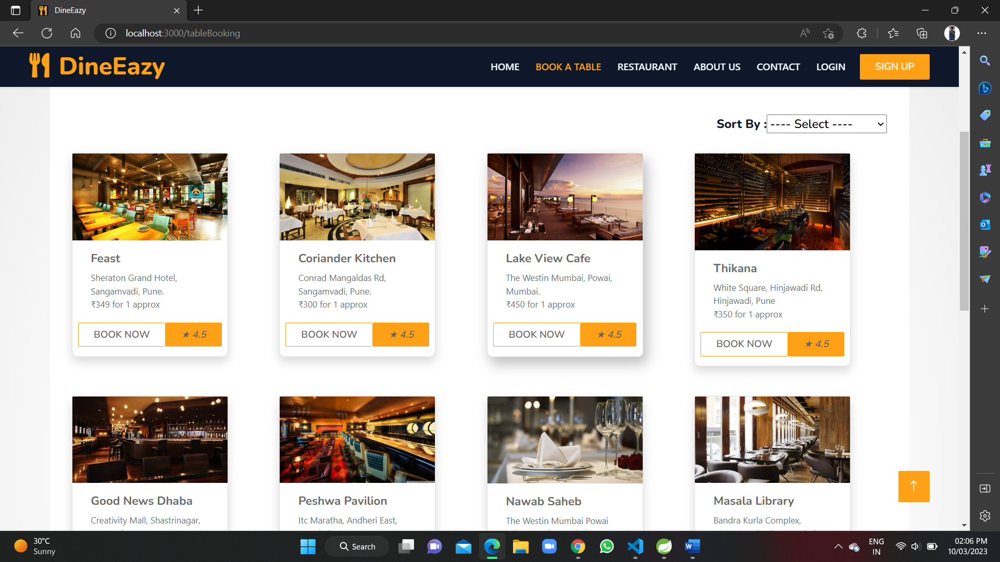 DineEazy
localhost:3000/tableBooking
DineEazy
HOME
BOOK A TABLE
RESTAURANT
ABOUT US
CONTACT
LOGIN
SIGN UP
Sort By :
---- Select ----
Feast
Sheraton Grand Hotel,
Sangamvadi, Pune.
₹349 for 1 approx
BOOK NOW
★ 4.5
Coriander Kitchen
Conrad Mangaldas Rd,
Sangamvadi, Pune.
₹300 for 1 approx
BOOK NOW
★ 4.5
Lake View Cafe
The Westin Mumbai, Powai,
Mumbai.
₹450 for 1 approx
BOOK NOW
★ 4.5
Thikana
White Square, Hinjawadi Rd,
Hinjawadi, Pune
₹350 for 1 approx
BOOK NOW
★ 4.5
Good News Dhaba
Creativity Mall, Shastrinagar,
Peshwa Pavilion
Itc Maratha, Andheri East,
Nawab Saheb
The Westin Mumbai Powai
Masala Library
Bandra Kurla Complex,
30°C
Sunny
Search
ENG
IN
02:06 PM
10/03/2023